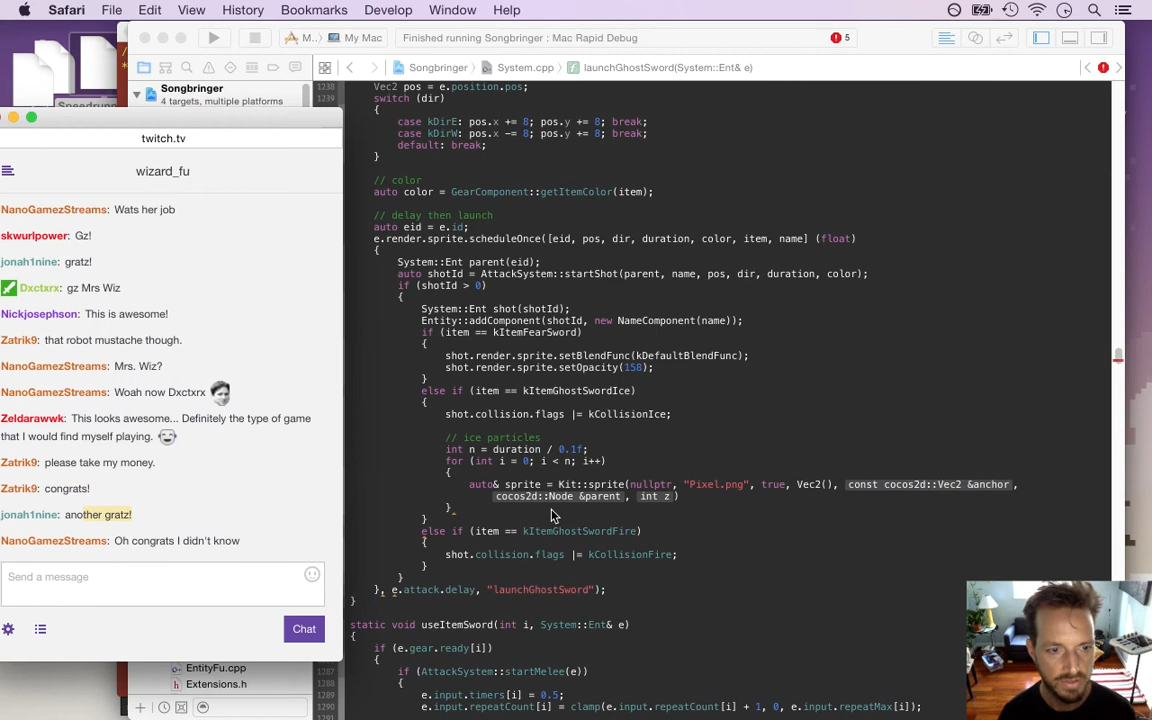 Safari File Edit View History Bookmarks Develop Window Help
M... My Mac Finished running Songbringer : Mac Rapid Debug 5
Songbringer System.cpp launchGhostSword(System::Ent& e)
Songbringer
4 targets, multiple platforms
Speedrun
twitch.tv
wizard_fu
NanoGamezStreams: Wats her job
skwurlpower: Gz!
jonah1nine: gratz!
Dxctxrx: gz Mrs Wiz
Nickjosephson: This is awesome!
Zatrik9: that robot mustache though.
NanoGamezStreams: Mrs. Wiz?
NanoGamezStreams: Woah now Dxctxrx
Zeldarawwk: This looks awesome... Definitely the type of game
that I would find myself playing.
Zatrik9: please take my money.
Zatrik9: congrats!
jonah1nine: another gratz!
NanoGamezStreams: Oh congrats I didn't know
Send a message
Chat
EntityFu.cpp
Extensions.h
1238 Vec2 pos = e.position.pos;
1239 switch (dir)
{
case kDirE: pos.x += 8; pos.y += 8; break;
case kDirW: pos.x -= 8; pos.y += 8; break;
default: break;
}
// color
auto color = GearComponent::getItemColor(item);
// delay then launch
auto eid = e.id;
e.render.sprite.scheduleOnce([eid, pos, dir, duration, color, item, name] (float)
{
System::Ent parent(eid);
auto shotId = AttackSystem::startShot(parent, name, pos, dir, duration, color);
if (shotId > 0)
{
System::Ent shot(shotId);
Entity::addComponent(shotId, new NameComponent(name));
if (item == kItemFearSword)
{
shot.render.sprite.setBlendFunc(kDefaultBlendFunc);
shot.render.sprite.setOpacity(158);
}
else if (item == kItemGhostSwordIce)
{
shot.collision.flags |= kCollisionIce;
// ice particles
int n = duration / 0.1f;
for (int i = 0; i < n; i++)
{
auto& sprite = Kit::sprite(nullptr, "Pixel.png", true, Vec2(), const cocos2d::Vec2 &anchor,
cocos2d::Node &parent, int z)
}
}
else if (item == kItemGhostSwordFire)
{
shot.collision.flags |= kCollisionFire;
}
}
}, e.attack.delay, "launchGhostSword");
}
static void useItemSword(int i, System::Ent& e)
{
if (e.gear.ready[i])
{
1287 if (AttackSystem::startMelee(e))
1288 {
1289 e.input.timers[i] = 0.5;
1290 e.input.repeatCount[i] = clamp(e.input.repeatCount[i] + 1, 0, e.input.repeatMax[i]);